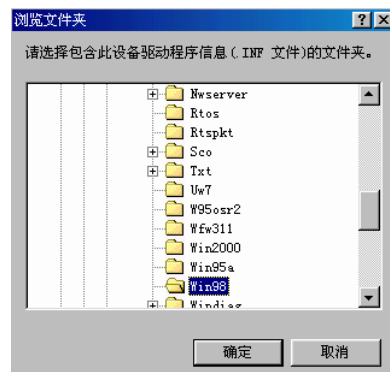 浏览文件夹
请选择包含此设备驱动程序信息(.INF 文件)的文件夹。
Nwserver
Rtos
Rtspkt
Sco
Txt
Uw7
W95osr2
Wfw311
Win2000
Win95a
Win98
Windiag
确定 取消